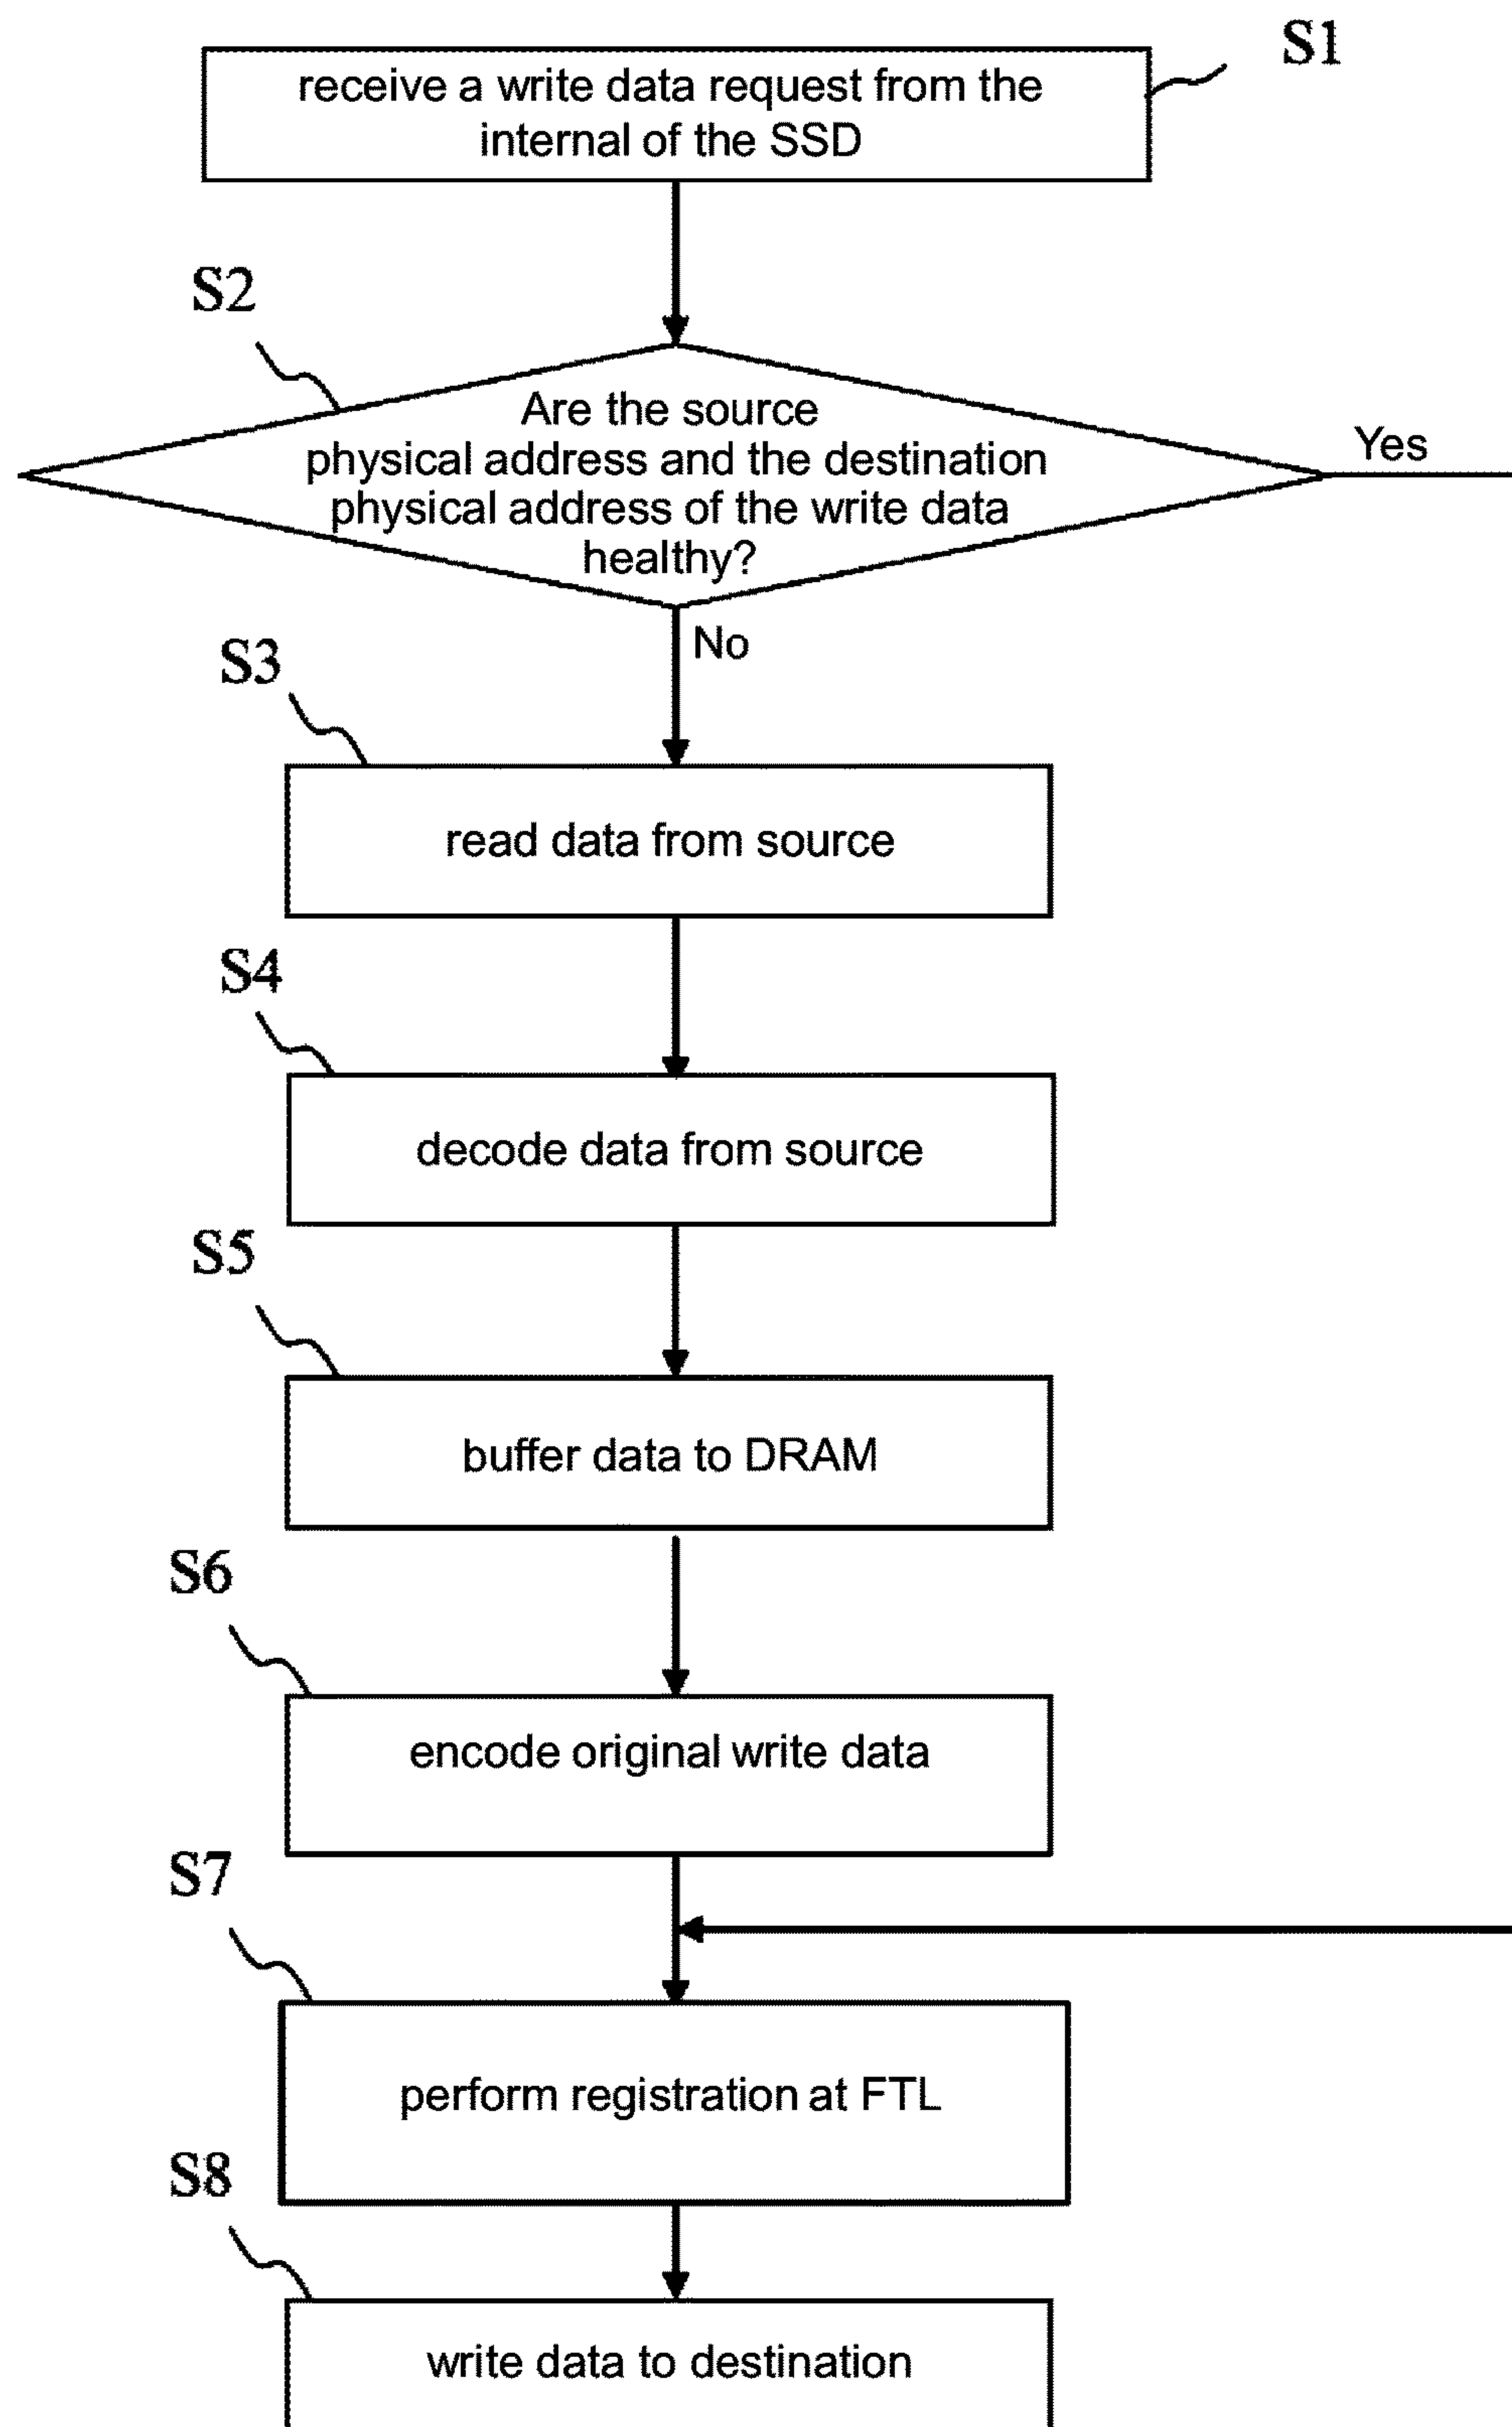 S1
receive a write data request from the
internal of the SSD
S2
Are the source
physical address and the destination
physical address of the write data
healthy?
Yes
No
S3
read data from source
S4
decode data from source
S5
buffer data to DRAM
S6
encode original write data
S7
perform registration at FTL
S8
write data to destination